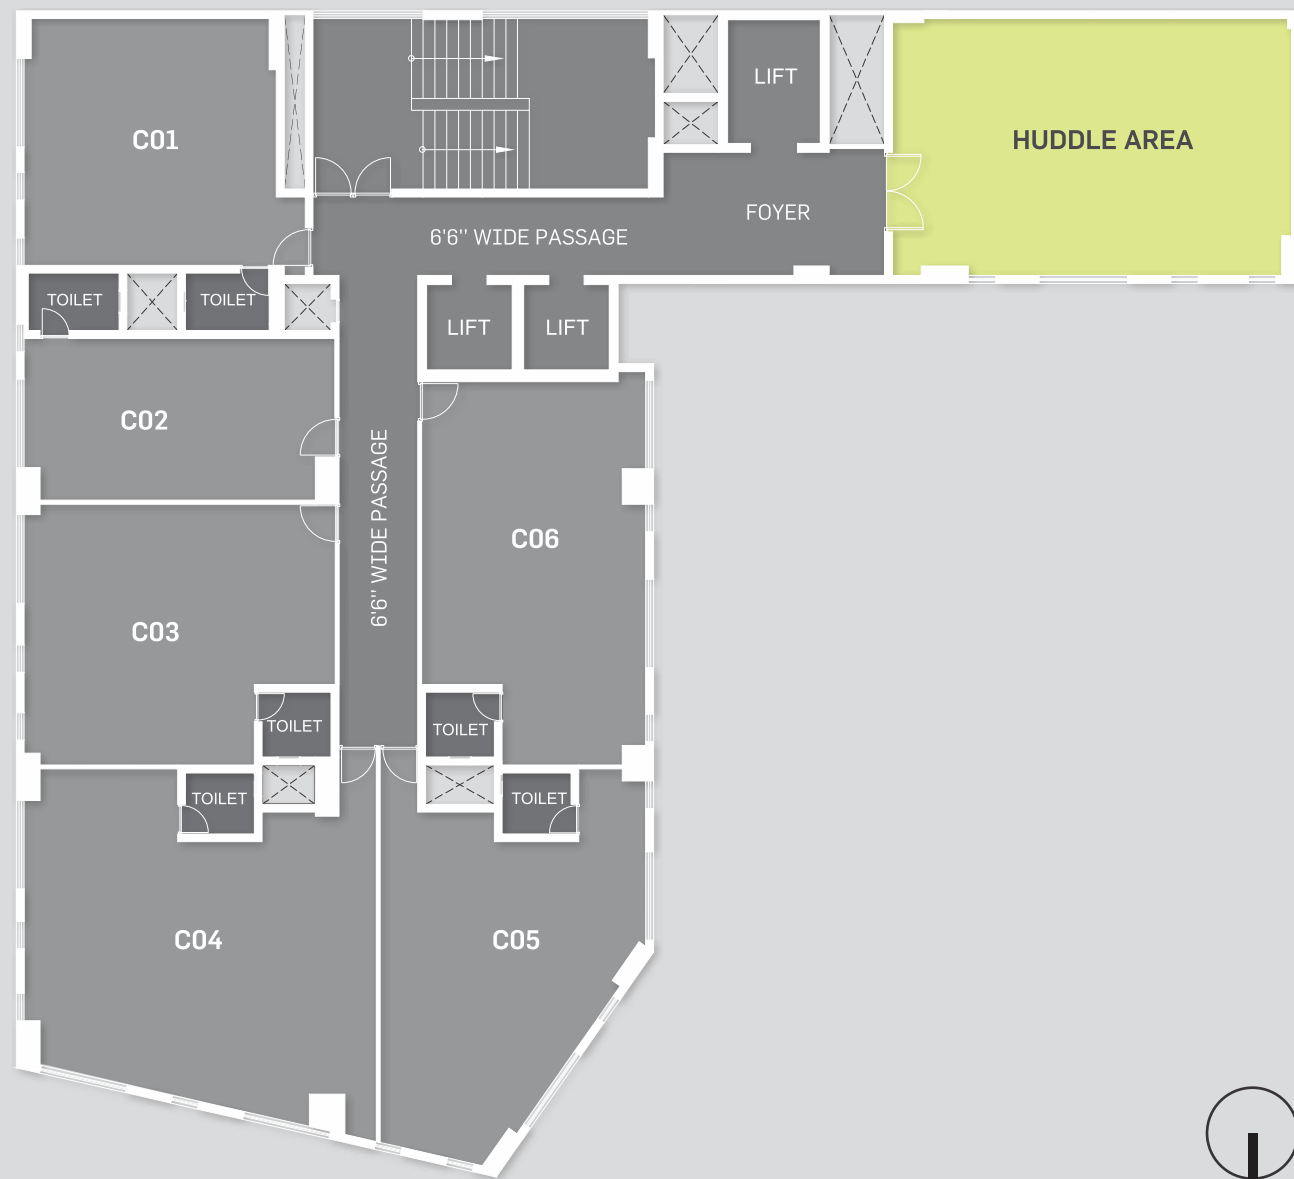 LIFT
C01
HUDDLE AREA
FOYER
6'6" WIDE PASSAGE
TOILET
TOILET
LIFT
LIFT
C02
6'6" WIDE PASSAGE
C06
C03
TOILET
TOILET
TOILET
TOILET
C04
C05